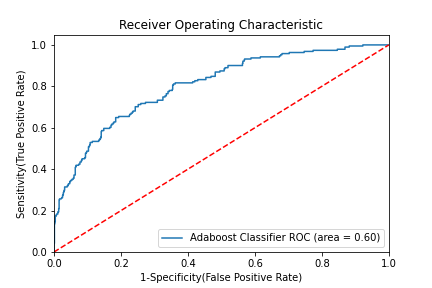 Receiver Operating Characteristic
Sensitivity/True Positive Rate)
1.0
0.8
0.6
0.4
0.2
0.0
Adaboost Classifier ROC (area = 0.60)
0.0 0.2 0.4 0.6 0.8 1.0
1-Specificity(False Positive Rate)